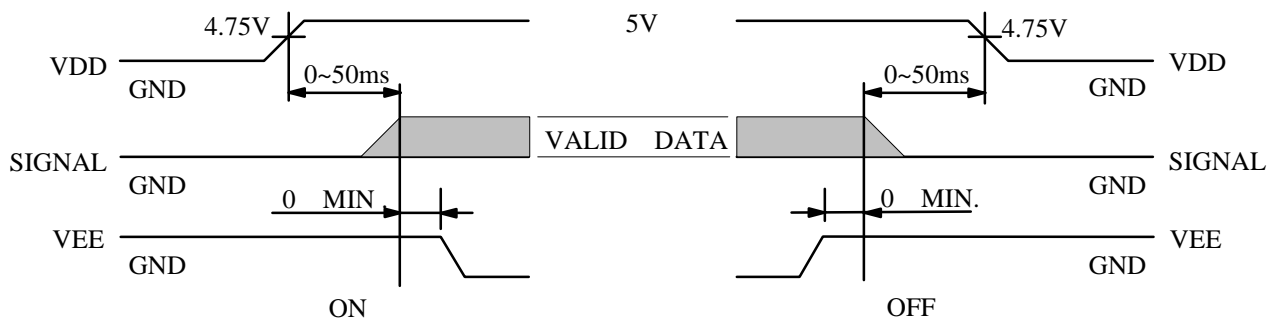 4.75V 5V 4.75V
VDD 0~50ms 0~50ms VDD
GND GND
VALID DATA
SIGNAL SIGNAL
GND GND
0 MIN 0 MIN.
VEE VEE
GND GND
ON OFF